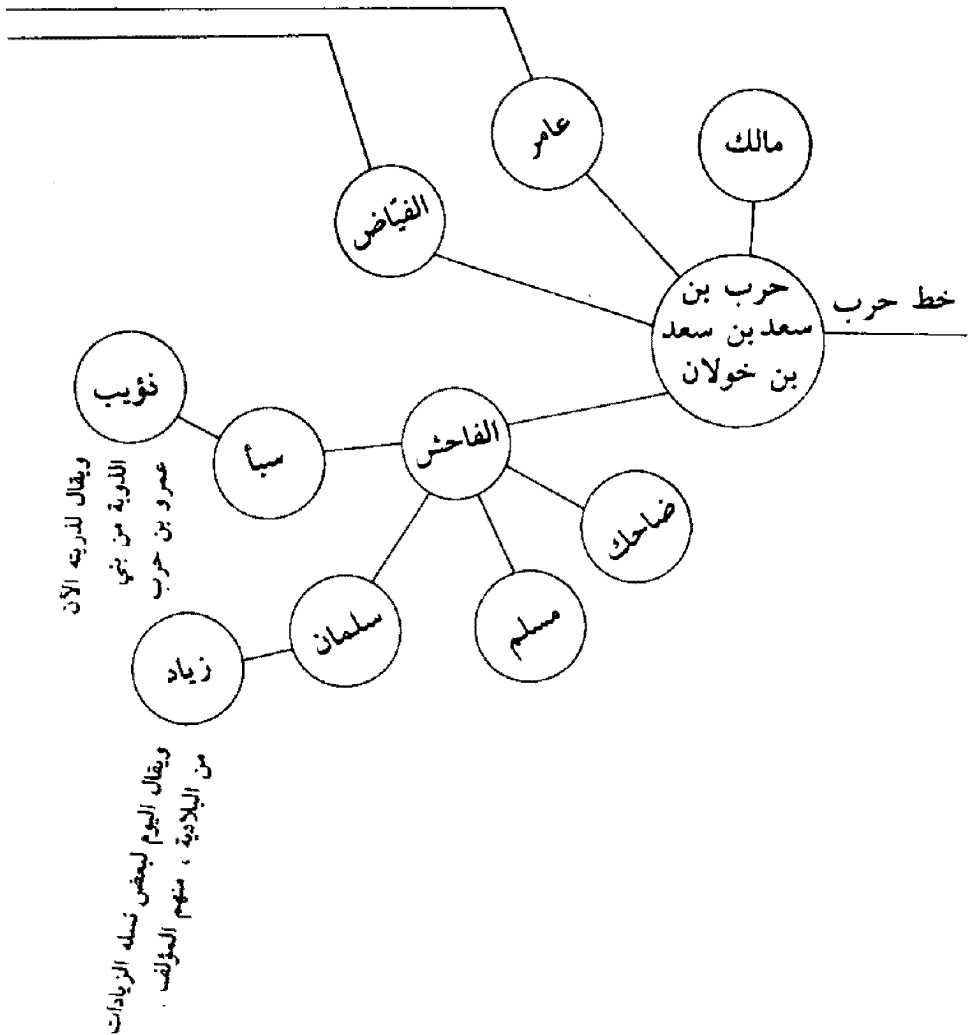 خط حرب
حرب بن
سعد بن سعد
بن خولان
مالك
عامر
الفيّاض
الفاحش
ضاحك
مسلم
سلمان
زياد
ويقال اليوم لبعض نسله الزيادات
من البلادية ، منهم المؤلف .
سبأ
نؤيب
ويقال لذريته الآن
الذوبة من بني
عمرو بن حرب